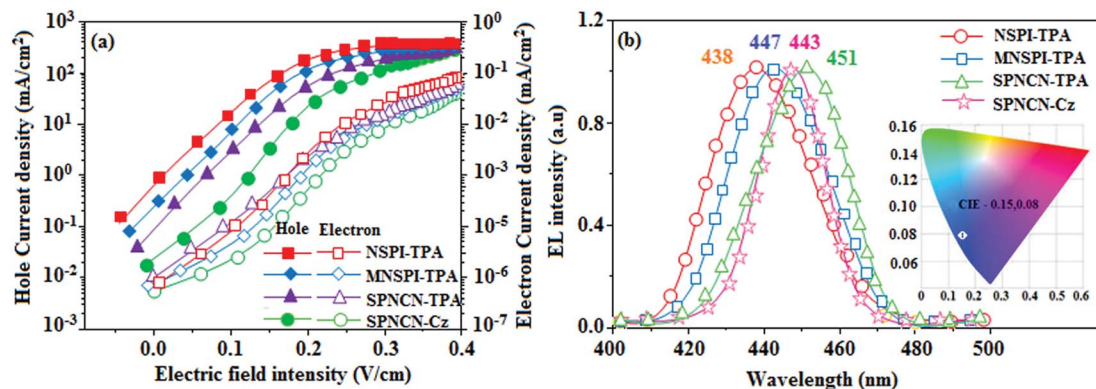 (a)
Hole Current density (mA/cm²)
10³
10²
10¹
10⁰
10⁻¹
10⁻²
10⁻³
0.0 0.1 0.2 0.3 0.4
Electric field intensity (V/cm)
10⁰
10⁻¹
10⁻²
10⁻³
10⁻⁴
10⁻⁵
10⁻⁶
10⁻⁷
Electron Current density (mA/cm²)
Hole Electron
NSPI-TPA
MNSPI-TPA
SPNCN-TPA
SPNCN-Cz
(b)
438 447 443 451
EL intensity (a.u)
1.2
0.9
0.6
0.3
0.0
400 420 440 460 480 500
Wavelength (nm)
NSPI-TPA
MNSPI-TPA
SPNCN-TPA
SPNCN-Cz
0.16
0.14
0.12
0.10
0.08
0.06
CIE - 0.15,0.08
0 0.1 0.2 0.3 0.4 0.5 0.6